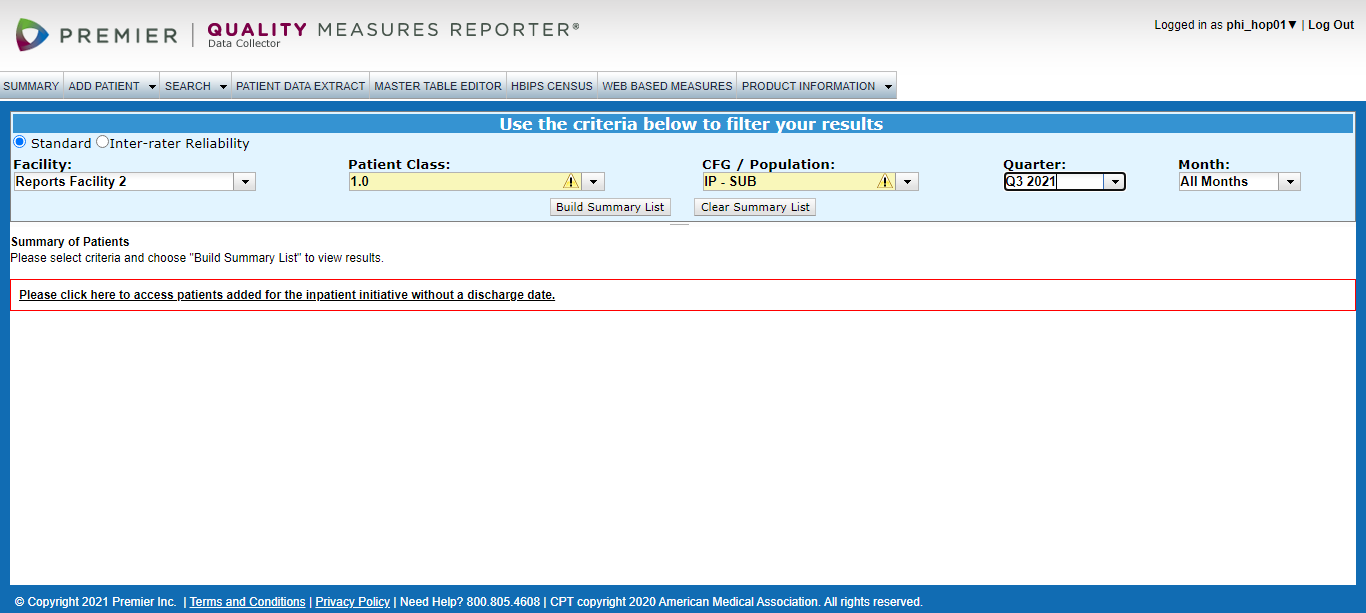 PREMIER | QUALITY MEASURES REPORTER®
Data Collector
Logged in as phi_hop01▼ | Log Out
SUMMARY ADD PATIENT SEARCH PATIENT DATA EXTRACT MASTER TABLE EDITOR HBIPS CENSUS WEB BASED MEASURES PRODUCT INFORMATION
Use the criteria below to filter your results
Standard Inter-rater Reliability
Facility: Patient Class: CFG / Population: Quarter: Month:
Reports Facility 2 1.0 IP - SUB Q3 2021 All Months
Build Summary List Clear Summary List
Summary of Patients
Please select criteria and choose "Build Summary List" to view results.
Please click here to access patients added for the inpatient initiative without a discharge date.
© Copyright 2021 Premier Inc. | Terms and Conditions | Privacy Policy | Need Help? 800.805.4608 | CPT copyright 2020 American Medical Association. All rights reserved.